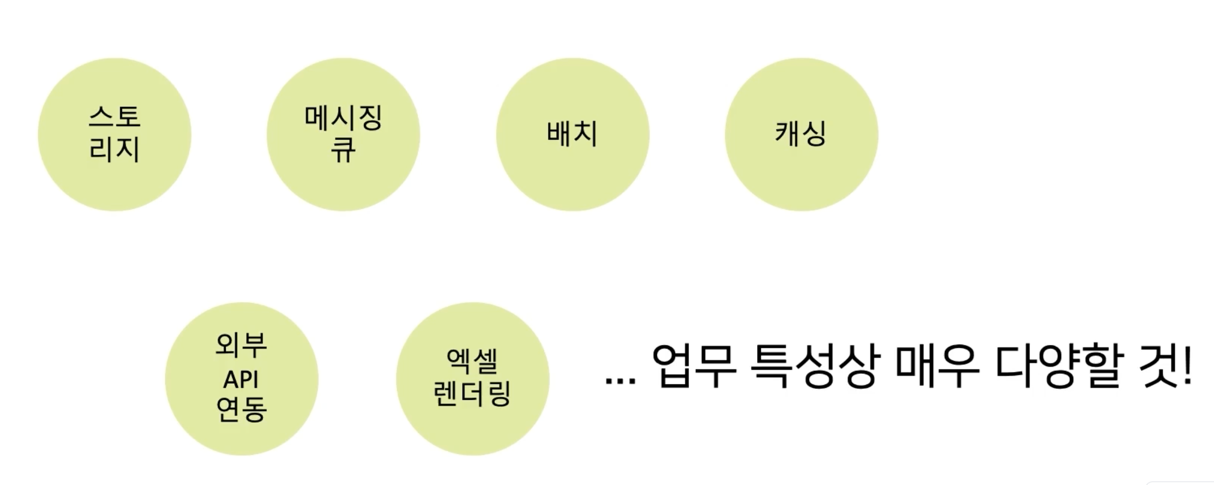 스토
리지
메시징
큐
배치
캐싱
외부
API
연동
엑셀
렌더링
... 업무 특성상 매우 다양할 것!